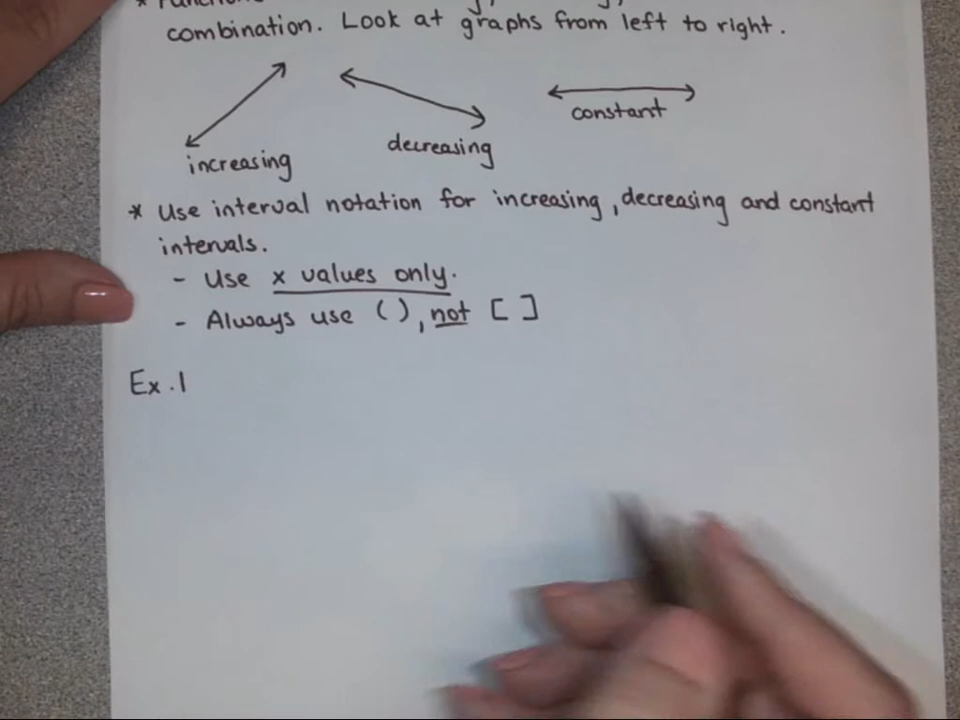 combination. Look at graphs from left to right.
increasing
decreasing
constant
* Use interval notation for increasing, decreasing and constant
intervals.
- Use x values only.
- Always use ( ), not [ ]
Ex. 1